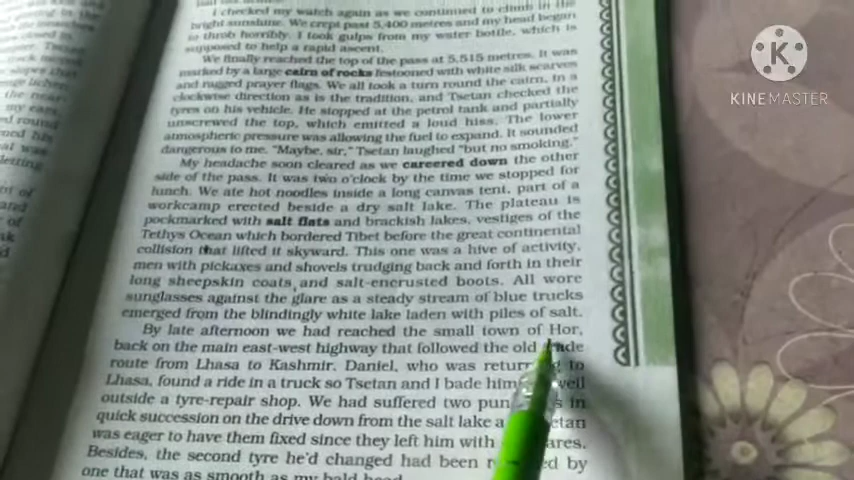 I checked my watch again as we continued to climb in the
bright sunshine. We crept past 5,400 metres and my head began
to throb horribly. I took gulps from my water bottle, which is
supposed to help a rapid ascent.
We finally reached the top of the pass at 5,515 metres. It was
marked by a large cairn of rocks festooned with white silk scarves
and ragged prayer flags. We all took a turn round the cairn, in a
clockwise direction as is the tradition, and Tsetan checked the
tyres on his vehicle. He stopped at the petrol tank and partially
unscrewed the top, which emitted a loud hiss. The lower
atmospheric pressure was allowing the fuel to expand. It sounded
dangerous to me. "Maybe, sir," Tsetan laughed "but no smoking."
My headache soon cleared as we careered down the other
side of the pass. It was two o'clock by the time we stopped for
lunch. We ate hot noodles inside a long canvas tent, part of a
workcamp erected beside a dry salt lake. The plateau is
pockmarked with salt flats and brackish lakes, vestiges of the
Tethys Ocean which bordered Tibet before the great continental
collision that lifted it skyward. This one was a hive of activity,
men with pickaxes and shovels trudging back and forth in their
long sheepskin coats and salt-encrusted boots. All wore
sunglasses against the glare as a steady stream of blue trucks
emerged from the blindingly white lake laden with piles of salt.
By late afternoon we had reached the small town of Hor,
back on the main east-west highway that followed the old
route from Lhasa to Kashmir. Daniel, who was to
Lhasa, found a ride in a truck so Tsetan and I bade him
outside a tyre-repair shop. We had suffered two in
quick succession on the drive down from the salt lake
was eager to have them fixed since they left him with
Besides, the second tyre he'd changed had been by
one that was as smooth as my bald head.
KINEMASTER